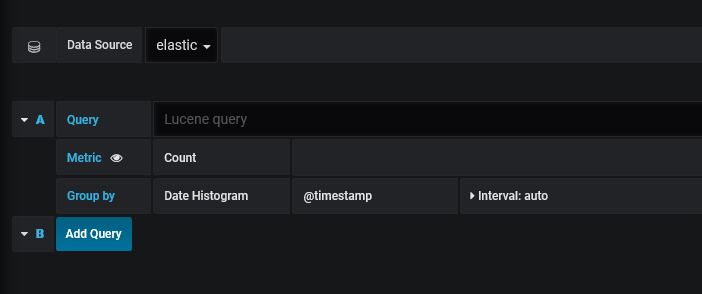 Data Source elastic
A Query Lucene query
Metric Count
Group by Date Histogram @timestamp Interval: auto
B Add Query